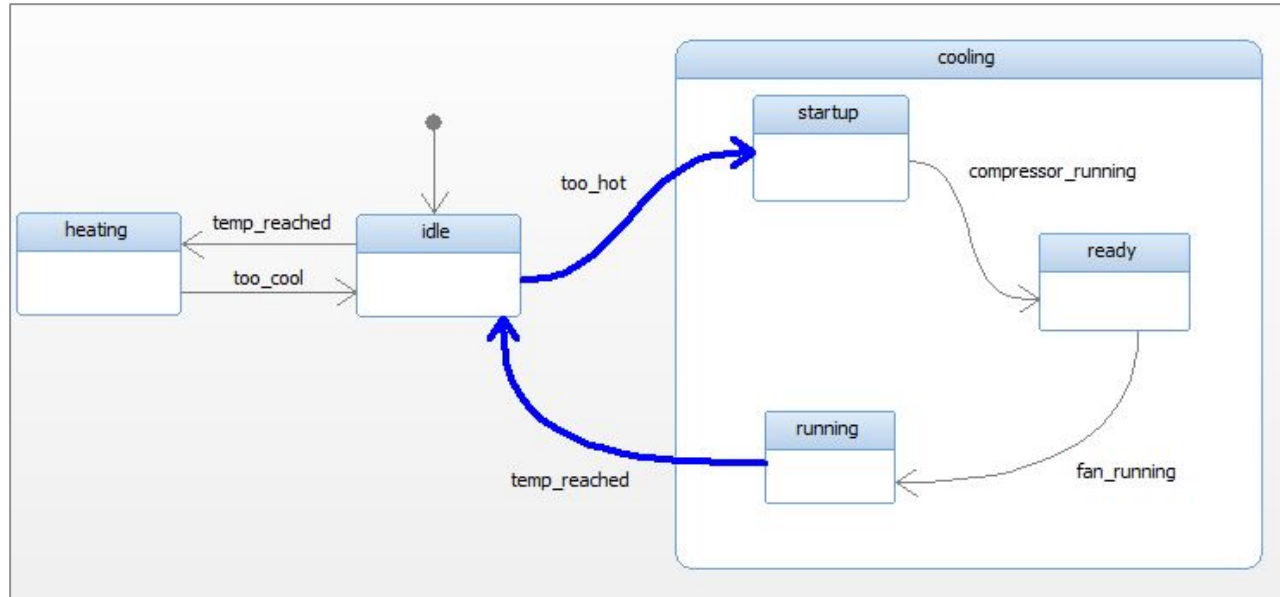 cooling
startup
too_hot
compressor_running
heating
temp_reached
idle
ready
too_cool
running
temp_reached
fan_running